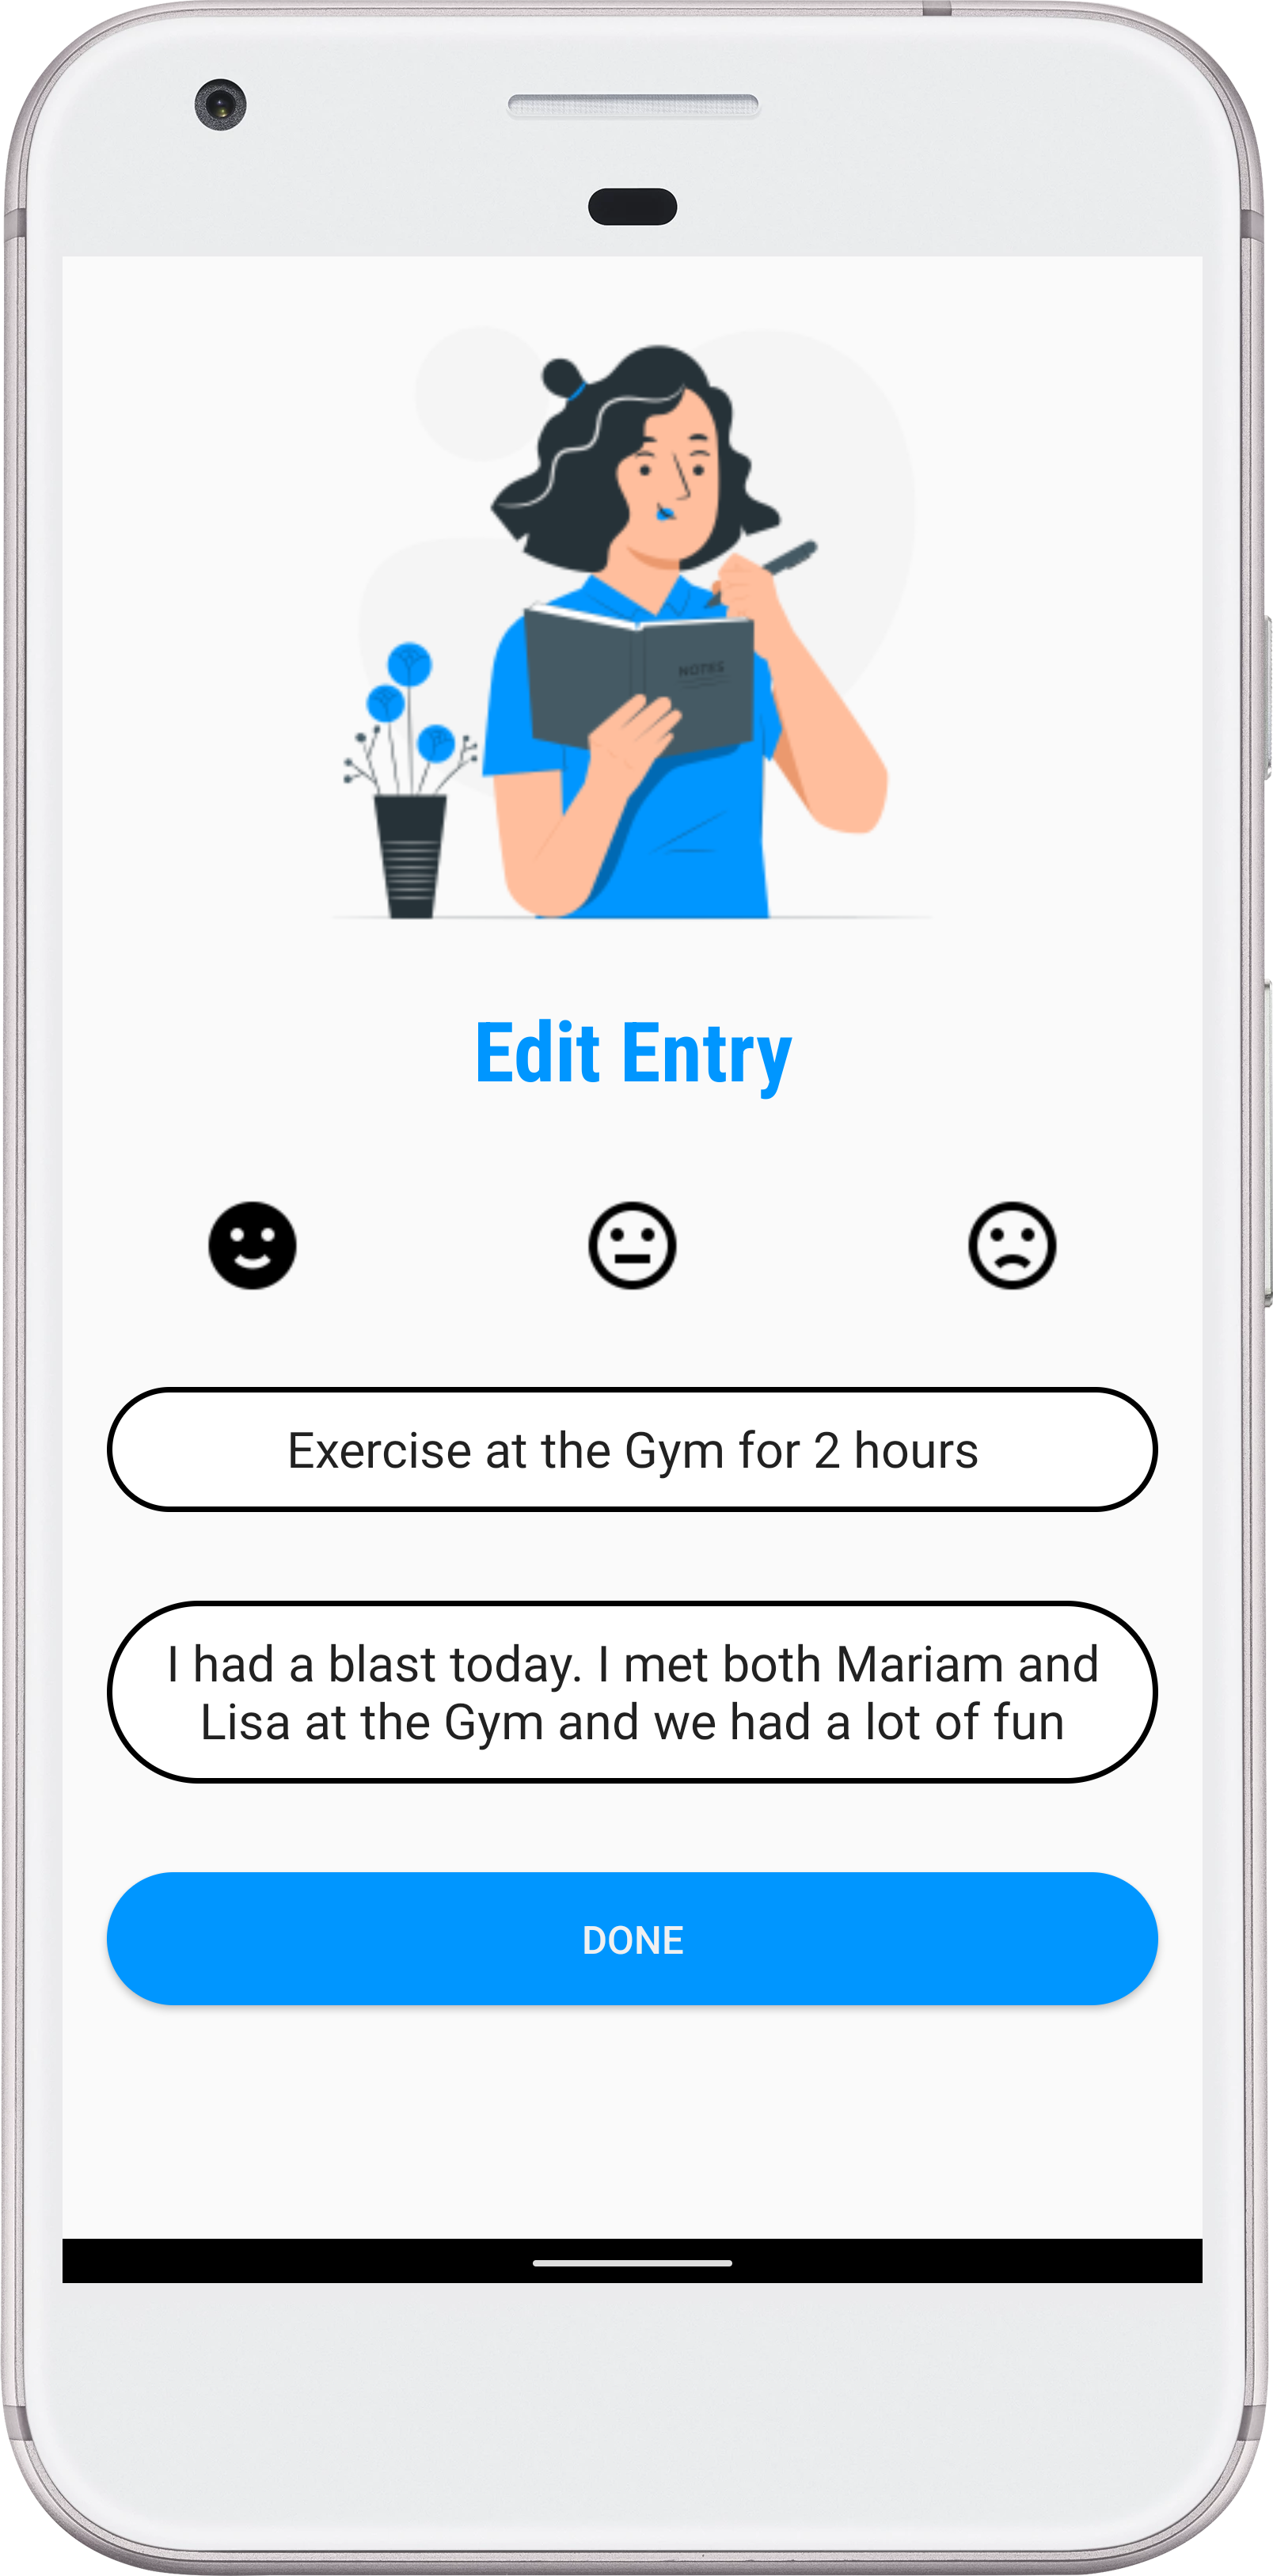 NOTES
Edit Entry
Exercise at the Gym for 2 hours
I had a blast today. I met both Mariam and
Lisa at the Gym and we had a lot of fun
DONE